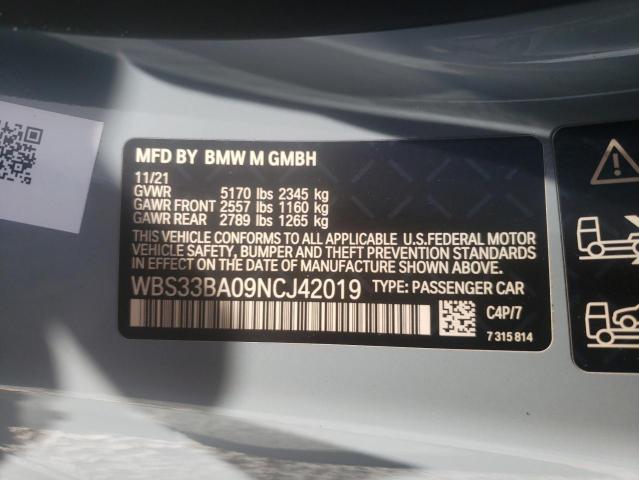 MFD BY BMW M GMBH
11/21
GVWR 5170 lbs 2345 kg
GAWR FRONT 2557 lbs 1160 kg
GAWR REAR 2789 lbs 1265 kg
THIS VEHICLE CONFORMS TO ALL APPLICABLE U.S.FEDERAL MOTOR
VEHICLE SAFETY, BUMPER AND THEFT PREVENTION STANDARDS
IN EFFECT ON THE DATE OF MANUFACTURE SHOWN ABOVE.
WBS33BA09NCJ42019 TYPE: PASSENGER CAR
C4P/7
7 315 814